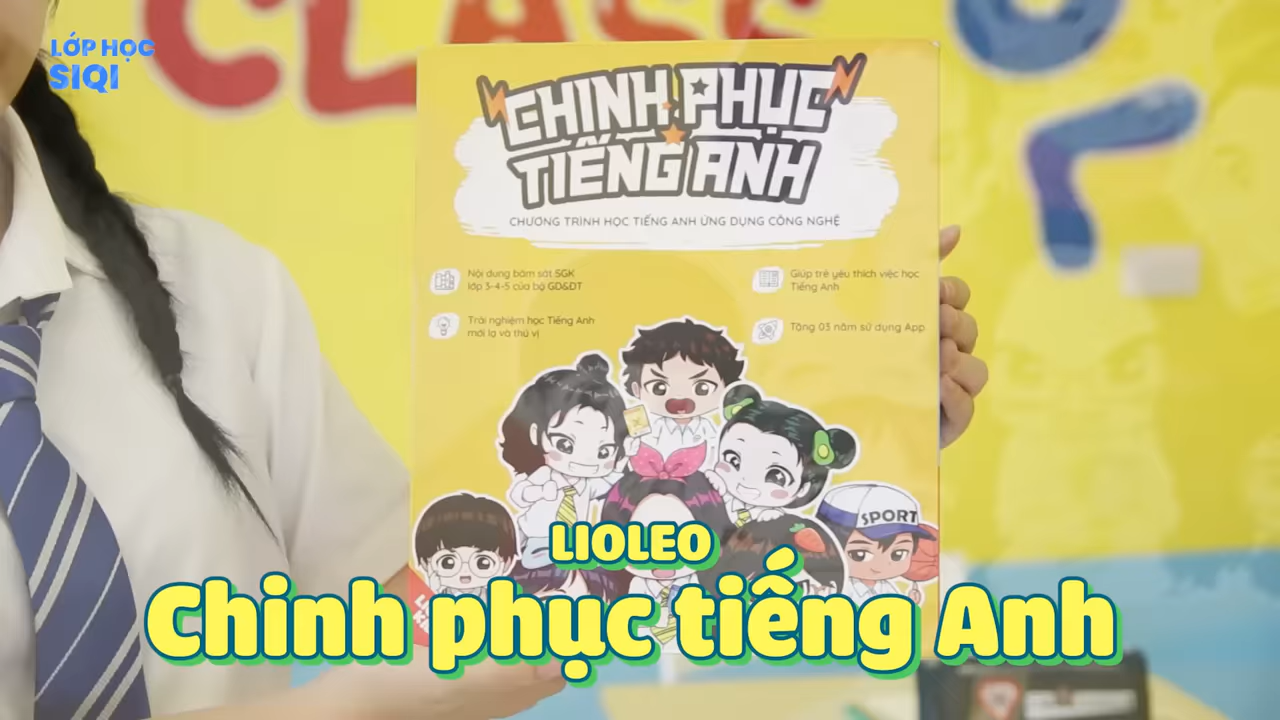 CLASS
LỚP HỌC
SIQI
CHINH PHỤC
TIẾNG ANH
CHƯƠNG TRÌNH HỌC TIẾNG ANH ỨNG DỤNG CÔNG NGHỆ
Nội dung bám sát SGK
lớp 3-4-5 của bộ GD&ĐT
Giúp trẻ yêu thích việc học
Tiếng Anh
Trải nghiệm học Tiếng Anh
mới lạ và thú vị
Tặng 03 năm sử dụng App
SPORT
LIOLEO
Chinh phục tiếng Anh